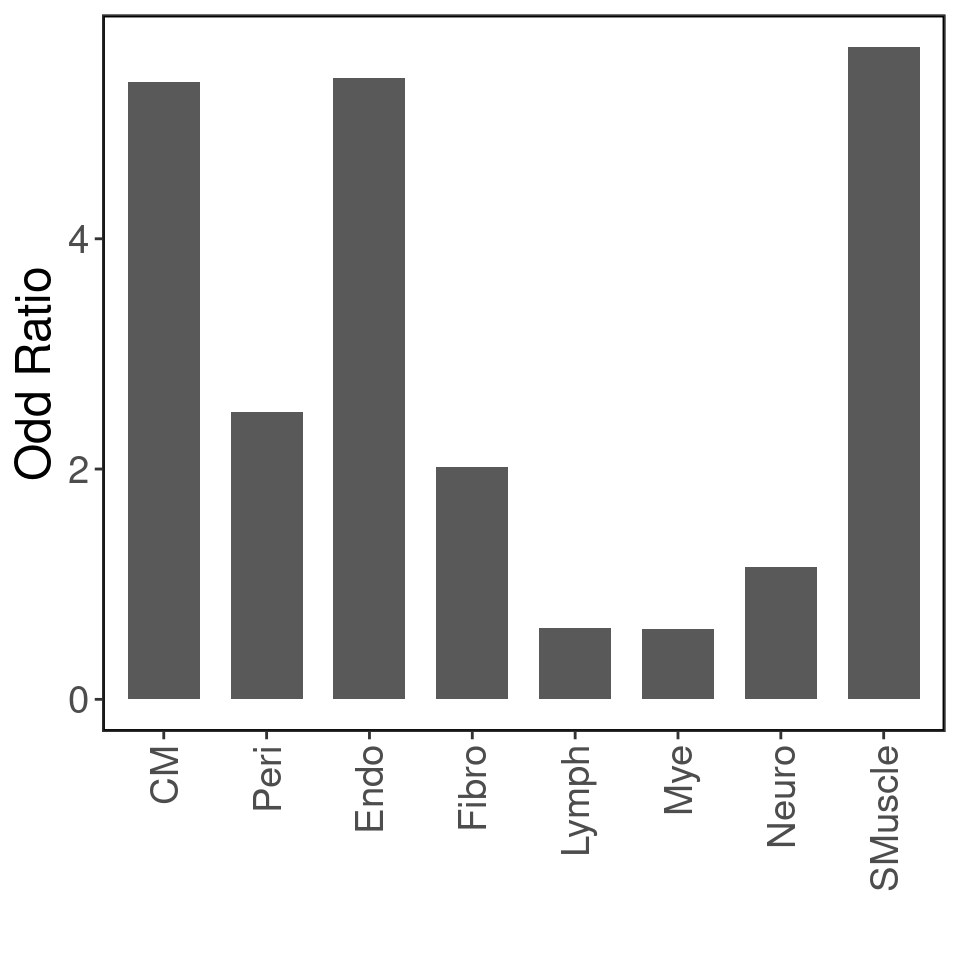 Odd Ratio
4
2
0
CM
Peri
Endo
Fibro
Lymph
Mye
Neuro
SMuscle